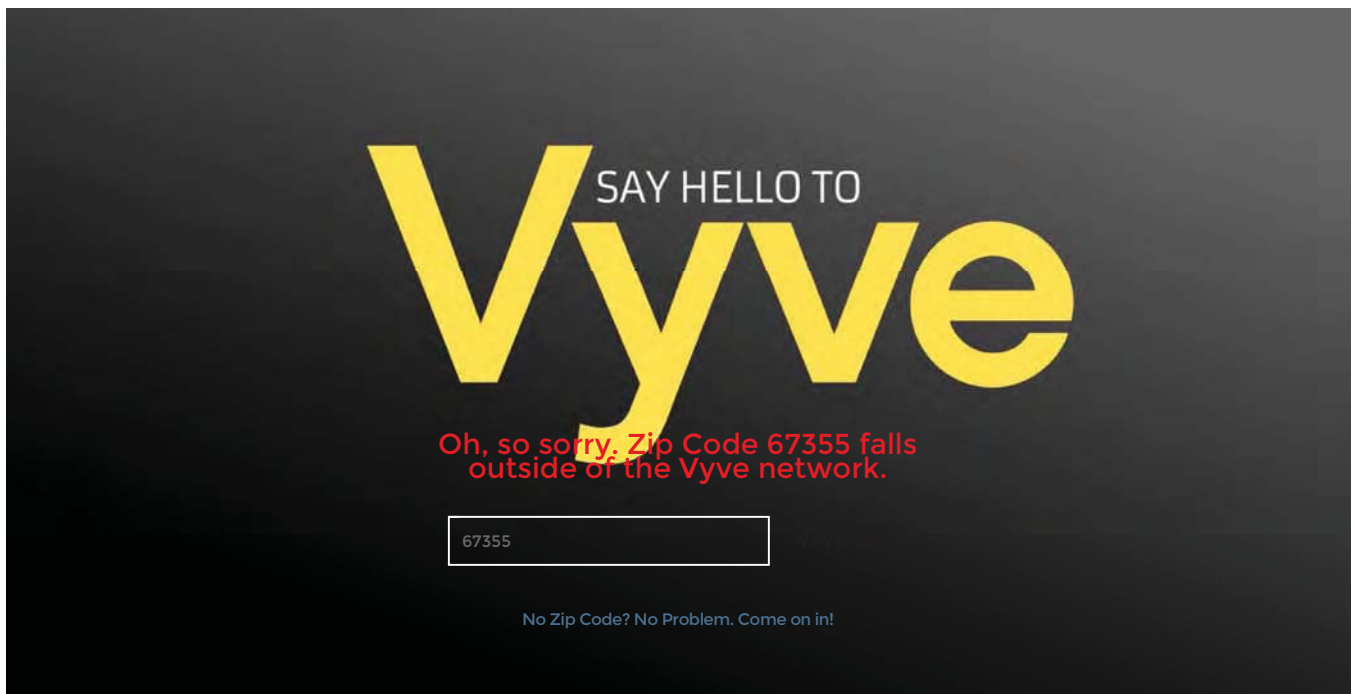 SAY HELLO TO
Vyve
Oh, so sorry. Zip Code 67355 falls
outside of the Vyve network.
67355
No Zip Code? No Problem. Come on in!